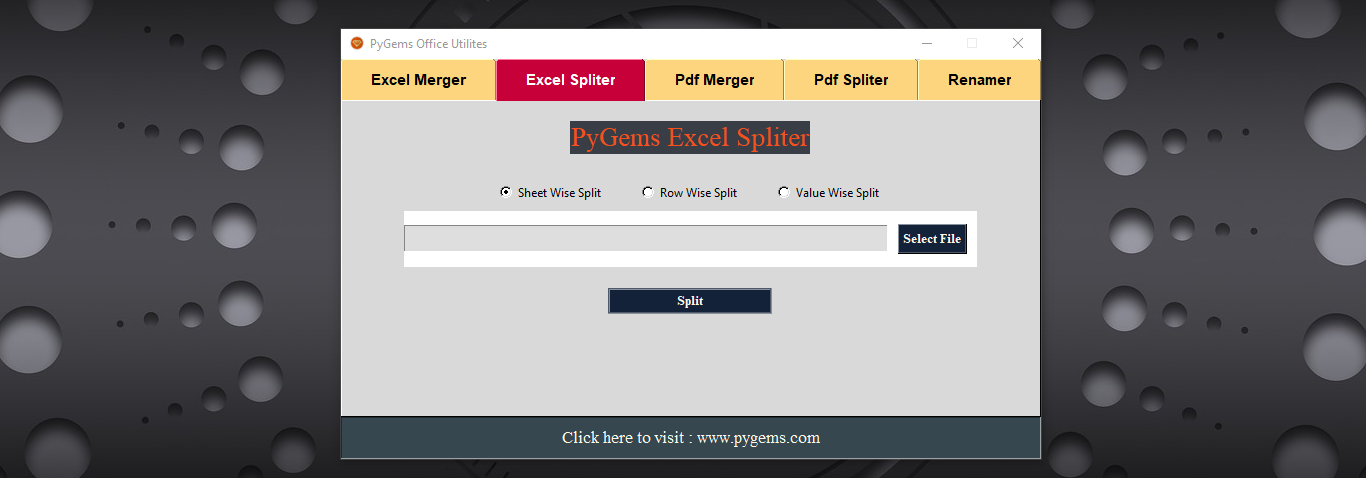 PyGems Office Utilites
Excel Merger Excel Spliter Pdf Merger Pdf Spliter Renamer
PyGems Excel Spliter
Sheet Wise Split Row Wise Split Value Wise Split
Select File
Split
Click here to visit : www.pygems.com